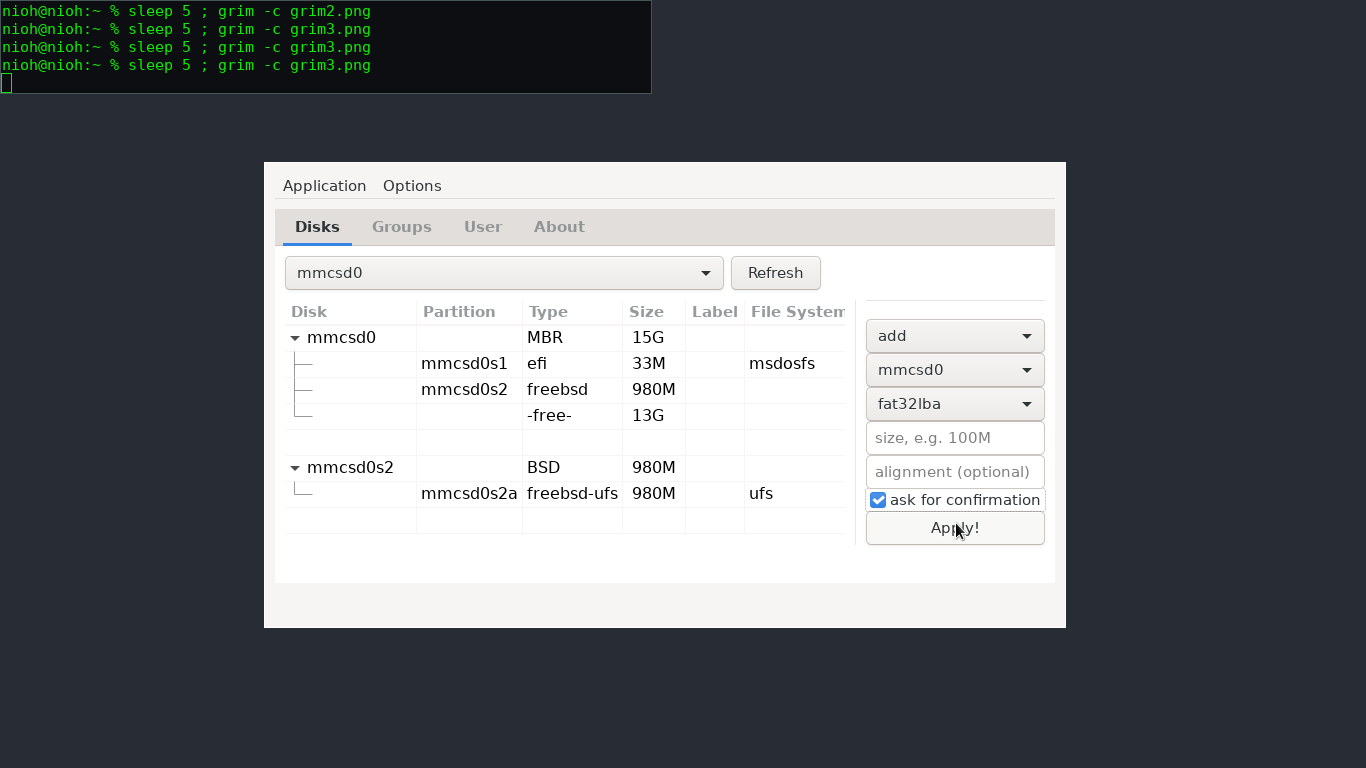 nioh@nioh:~ % sleep 5 ; grim -c grim2.png
nioh@nioh:~ % sleep 5 ; grim -c grim3.png
nioh@nioh:~ % sleep 5 ; grim -c grim3.png
nioh@nioh:~ % sleep 5 ; grim -c grim3.png
Application Options
Disks Groups User About
mmcsd0 Refresh
Disk Partition Type Size Label File System
mmcsd0 MBR 15G
mmcsd0s1 efi 33M msdosfs
mmcsd0s2 freebsd 980M
-free- 13G
mmcsd0s2 BSD 980M
mmcsd0s2a freebsd-ufs 980M ufs
add
mmcsd0
fat32lba
size, e.g. 100M
alignment (optional)
ask for confirmation
Apply!